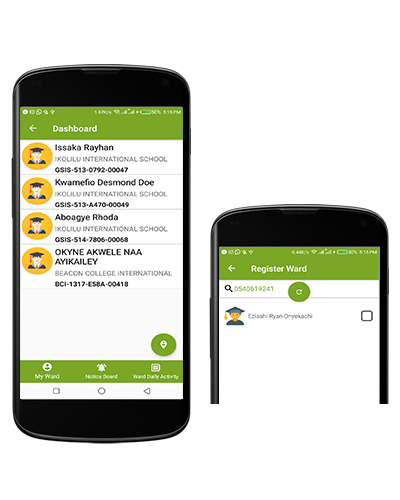 1.67K/s 50% 5:15 PM
Dashboard
Issaka Rayhan
IKOLILU INTERNATIONAL SCHOOL
GSIS-513-0792-00047
Kwamefio Desmond Doe
IKOLILU INTERNATIONAL SCHOOL
GSIS-513-A470-00049
Aboagye Rhoda
IKOLILU INTERNATIONAL SCHOOL
GSIS-514-7806-00068
OKYNE AKWELE NAA
AYIKAILEY
BEACON COLLEGE INTERNATIONAL
BCI-1317-E58A-00418
My Ward
Notice Board
Ward Daily Activity
0.44K/s 50% 5:15 PM
Register Ward
0540619241
Eziashi Ryan Onyekachi